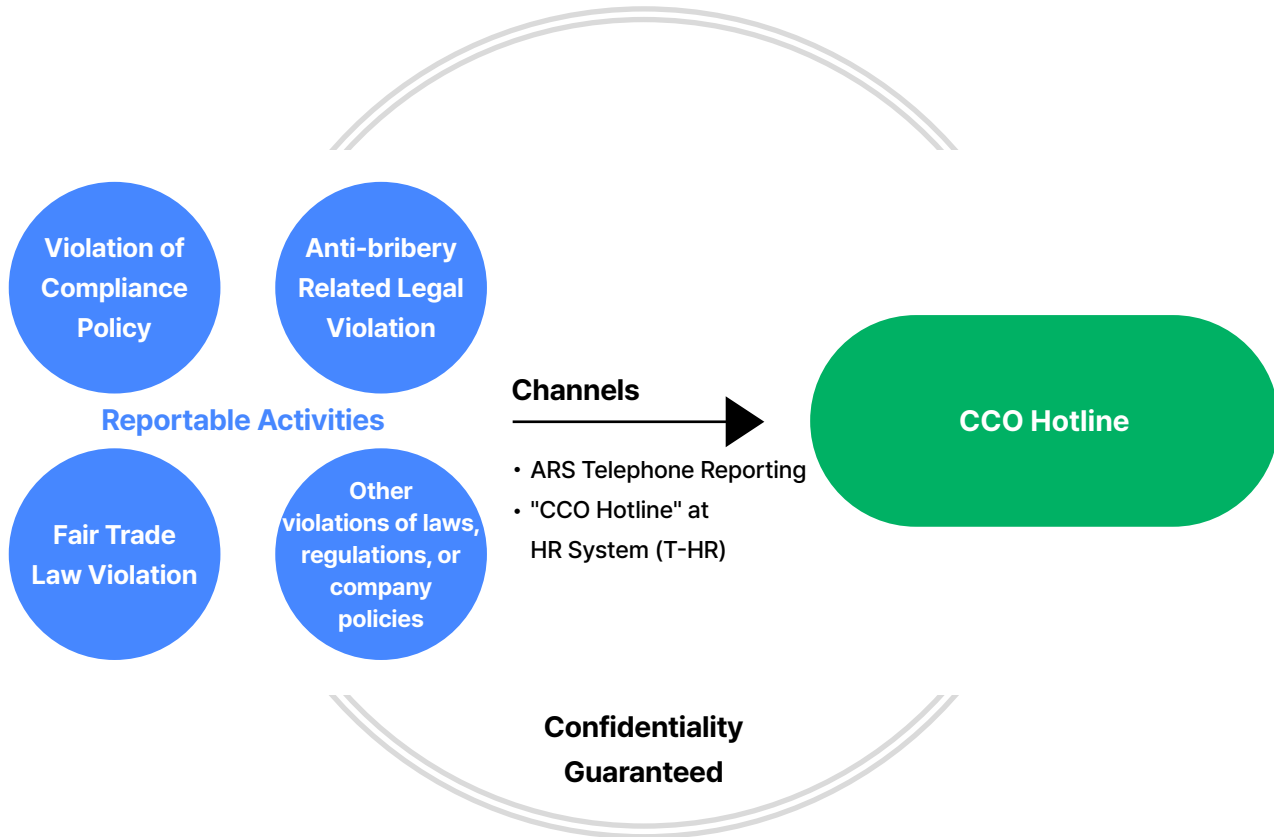 Violation of
Compliance
Policy
Anti-bribery
Related Legal
Violation
Reportable Activities
Fair Trade
Law Violation
Other
violations of laws,
regulations, or
company
policies
Channels
• ARS Telephone Reporting
• "CCO Hotline" at
HR System (T-HR)
CCO Hotline
Confidentiality
Guaranteed